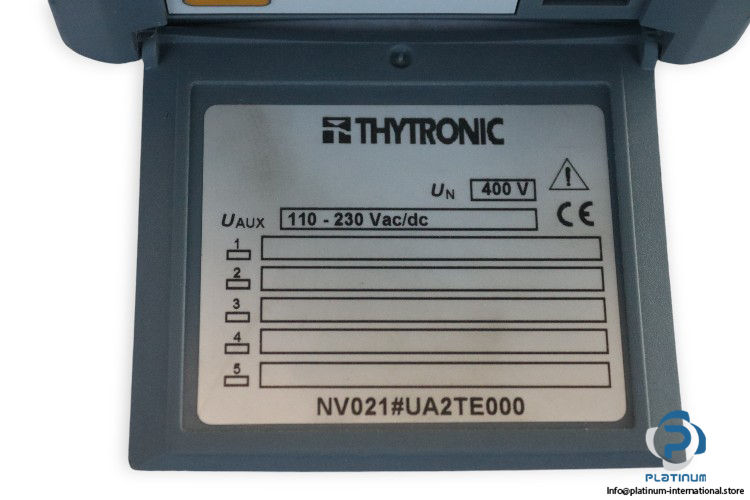 THYTRONIC
UN 400 V
UAUX 110 - 230 Vac/dc
CE
1
2
3
4
5
NV021#UA2TE000
PLATINUM
Info@platinum-international.store